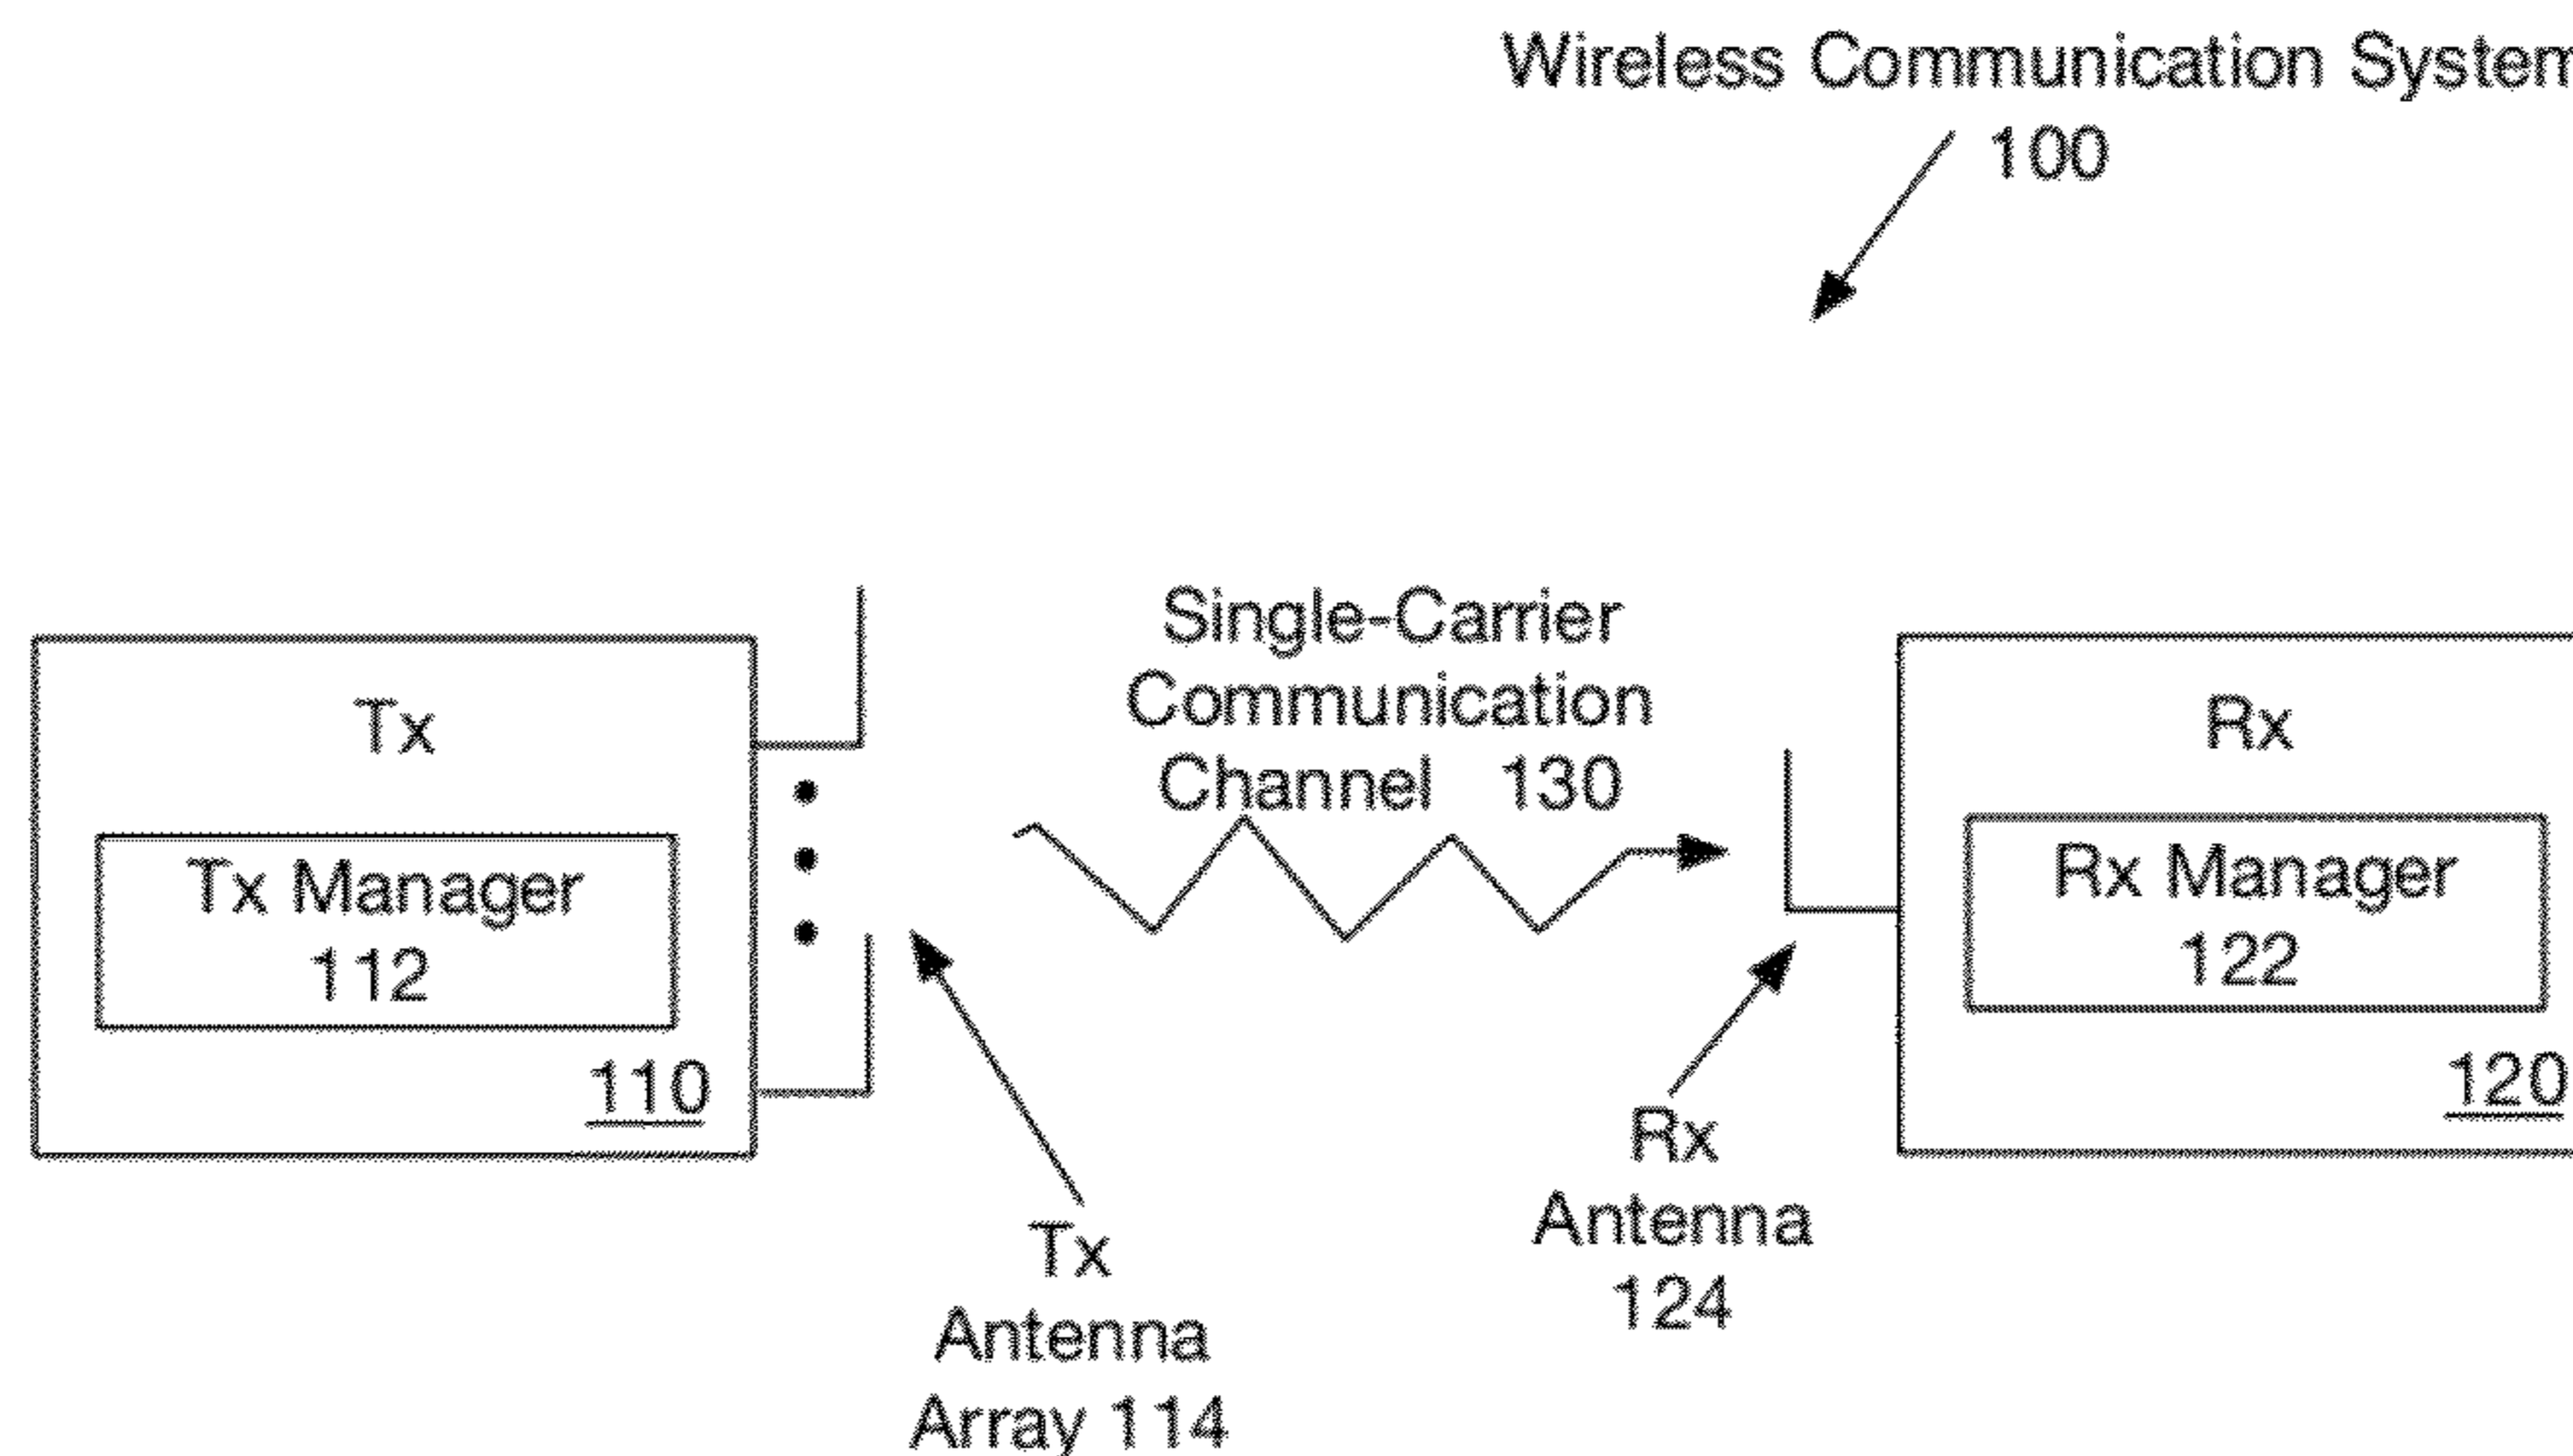 Wireless Communication System
100
Single-Carrier
Communication
Channel 130
Tx
Tx Manager
112
110
Rx
Rx Manager
122
120
Tx
Antenna
Array 114
Rx
Antenna
124